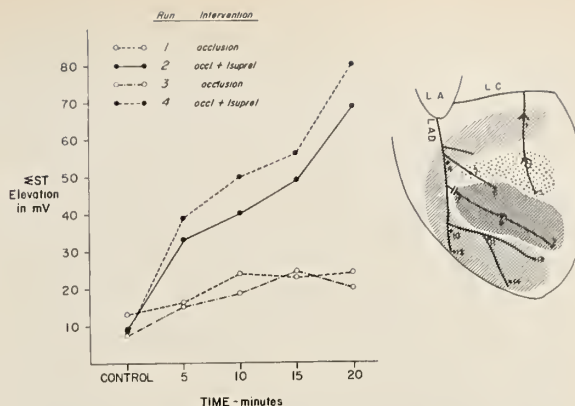 Run Intervention
1 occlusion
2 occl + Isuprel
3 occlusion
4 occl + Isuprel
80
70
60
50
40
30
20
10
ΣST
Elevation
in mV
CONTROL 5 10 15 20
TIME - minutes
LA
LC
LAD